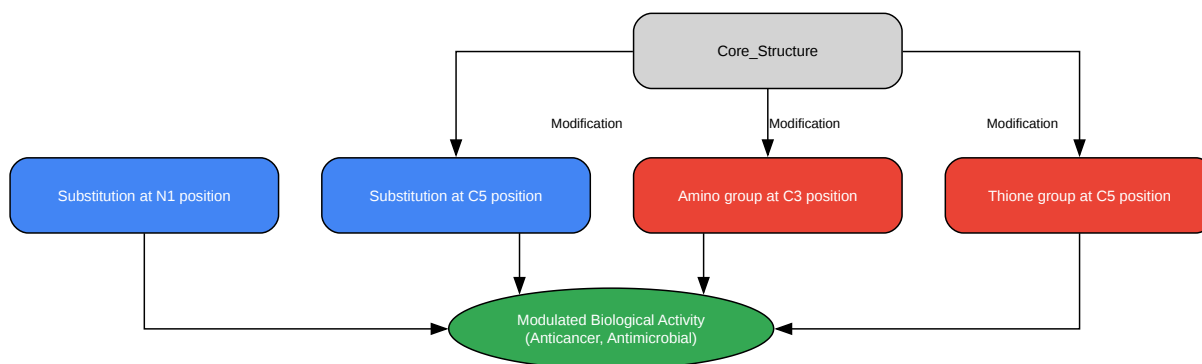 Core_Structure
Modification
Modification
Modification
Substitution at N1 position
Substitution at C5 position
Amino group at C3 position
Thione group at C5 position
Modulated Biological Activity
(Anticancer, Antimicrobial)